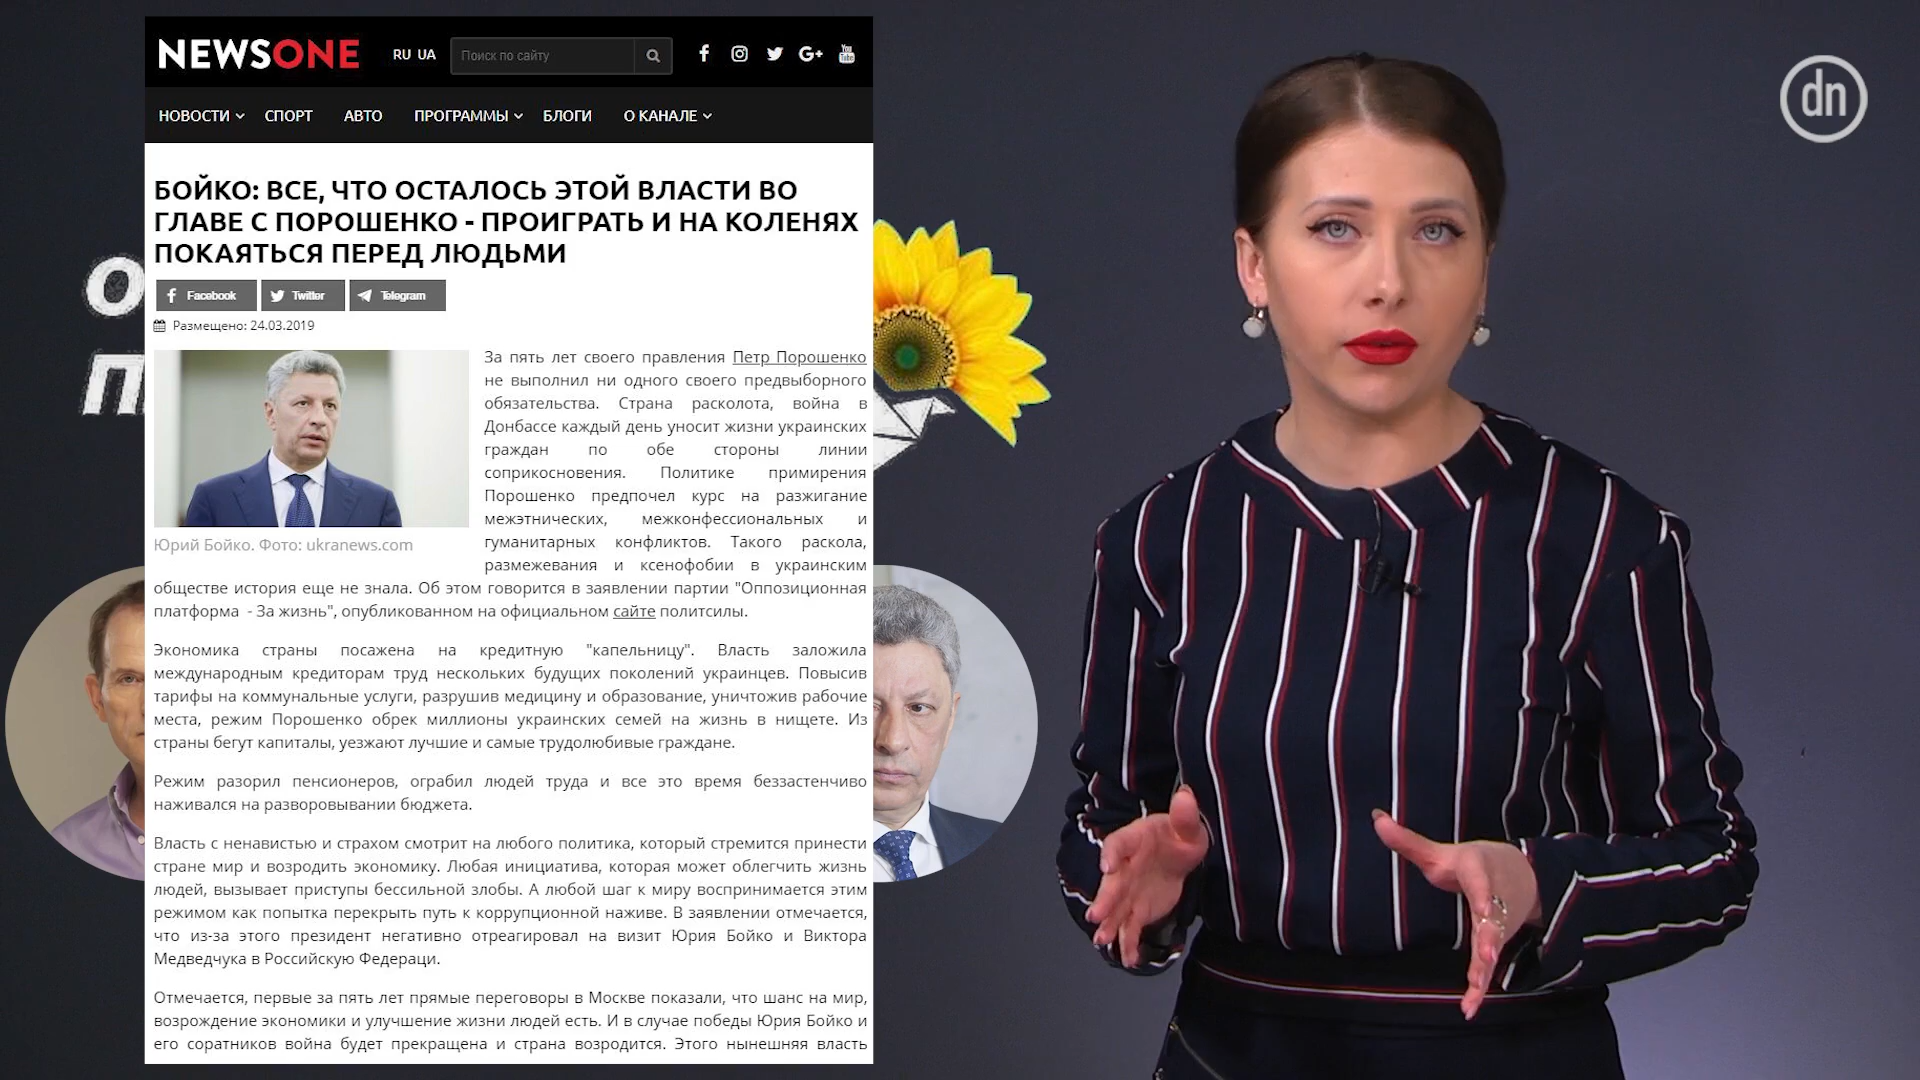 NEWSONE
RU UA
Поиск по сайту
f
G+
You
Tube
НОВОСТИ СПОРТ АВТО ПРОГРАММЫ БЛОГИ О КАНАЛЕ
БОЙКО: ВСЕ, ЧТО ОСТАЛОСЬ ЭТОЙ ВЛАСТИ ВО
ГЛАВЕ С ПОРОШЕНКО - ПРОИГРАТЬ И НА КОЛЕНЯХ
ПОКАЯТЬСЯ ПЕРЕД ЛЮДЬМИ
Facebook Twitter Telegram
Размещено: 24.03.2019
За пять лет своего правления Петр Порошенко
не выполнил ни одного своего предвыборного
обязательства. Страна расколота, война в
Донбассе каждый день уносит жизни украинских
граждан по обе стороны линии
соприкосновения. Политике примирения
Порошенко предпочел курс на разжигание
межэтнических, межконфессиональных и
гуманитарных конфликтов. Такого раскола,
размежевания и ксенофобии в украинским
Юрий Бойко. Фото: ukranews.com
обществе история еще не знала. Об этом говорится в заявлении партии "Оппозиционная
платформа - За жизнь", опубликованном на официальном сайте политсилы.
Экономика страны посажена на кредитную "капельницу". Власть заложила
международным кредиторам труд нескольких будущих поколений украинцев. Повысив
тарифы на коммунальные услуги, разрушив медицину и образование, уничтожив рабочие
места, режим Порошенко обрек миллионы украинских семей на жизнь в нищете. Из
страны бегут капиталы, уезжают лучшие и самые трудолюбивые граждане.
Режим разорил пенсионеров, ограбил людей труда и все это время беззастенчиво
наживался на разворовывании бюджета.
Власть с ненавистью и страхом смотрит на любого политика, который стремится принести
стране мир и возродить экономику. Любая инициатива, которая может облегчить жизнь
людей, вызывает приступы бессильной злобы. А любой шаг к миру воспринимается этим
режимом как попытка перекрыть путь к коррупционной наживе. В заявлении отмечается,
что из-за этого президент негативно отреагировал на визит Юрия Бойко и Виктора
Медведчука в Российскую Федераци.
Отмечается, первые за пять лет прямые переговоры в Москве показали, что шанс на мир,
возрождение экономики и улучшение жизни людей есть. И в случае победы Юрия Бойко и
его соратников война будет прекращена и страна возродится. Этого нынешняя власть
О
П
dn